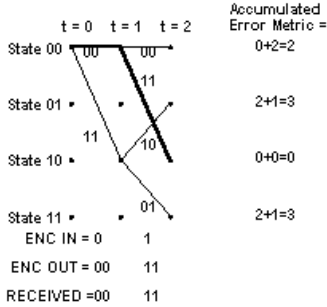 Accumulated
t = 0 t = 1 t = 2 Error Metric =
State 00 00 00 0+2=2
11
State 01 2+1=3
11 10
State 10 0+0=0
01
State 11 2+1=3
ENC IN = 0 1
ENC OUT = 00 11
RECEIVED =00 11